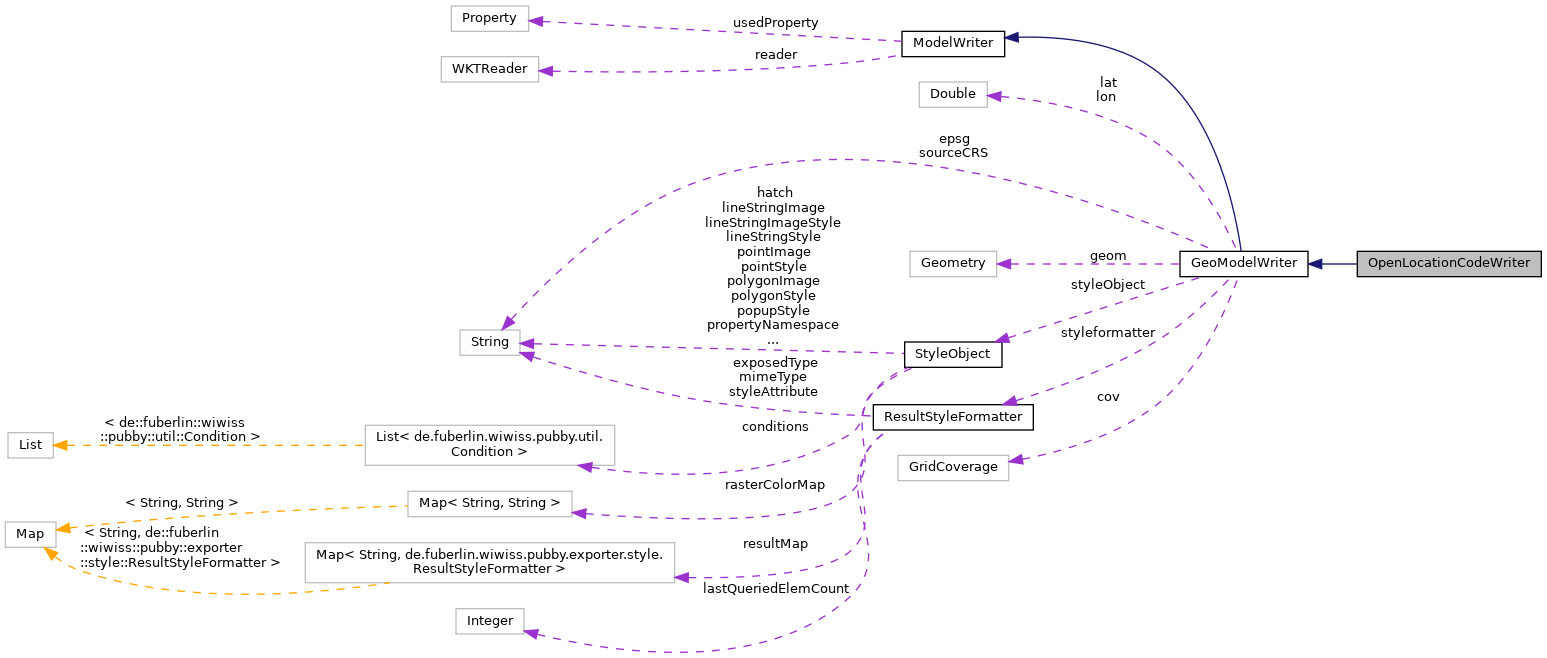 Property
usedProperty
ModelWriter
reader
WKTReader
lat
lon
Double
epsg
sourceCRS
hatch
lineStringImage
lineStringImageStyle
lineStringStyle
pointImage
pointStyle
polygonImage
polygonStyle
popupStyle
propertyNamespace
...
geom
Geometry
GeoModelWriter
OpenLocationCodeWriter
styleObject
styleformatter
String
StyleObject
exposedType
mimeType
styleAttribute
cov
ResultStyleFormatter
< de::fuberlin::wiwiss
::pubby::util::Condition >
List
List< de.fuberlin.wiwiss.pubby.util.
Condition >
conditions
GridCoverage
rasterColorMap
< String, String >
Map< String, String >
Map
< String, de::fuberlin
::wiwiss::pubby::exporter
::style::ResultStyleFormatter >
Map< String, de.fuberlin.wiwiss.pubby.exporter.style.
ResultStyleFormatter >
resultMap
lastQueriedElemCount
Integer